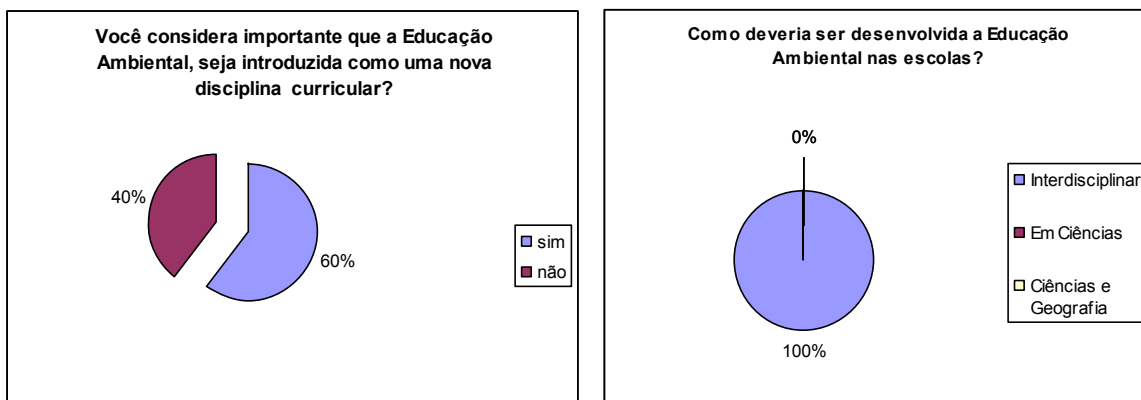 Você considera importante que a Educação
Ambiental, seja introduzida como uma nova
disciplina curricular?
40%
60%
sim
não
Como deveria ser desenvolvida a Educação
Ambiental nas escolas?
0%
100%
Interdisciplinar
Em Ciências
Ciências e
Geografia